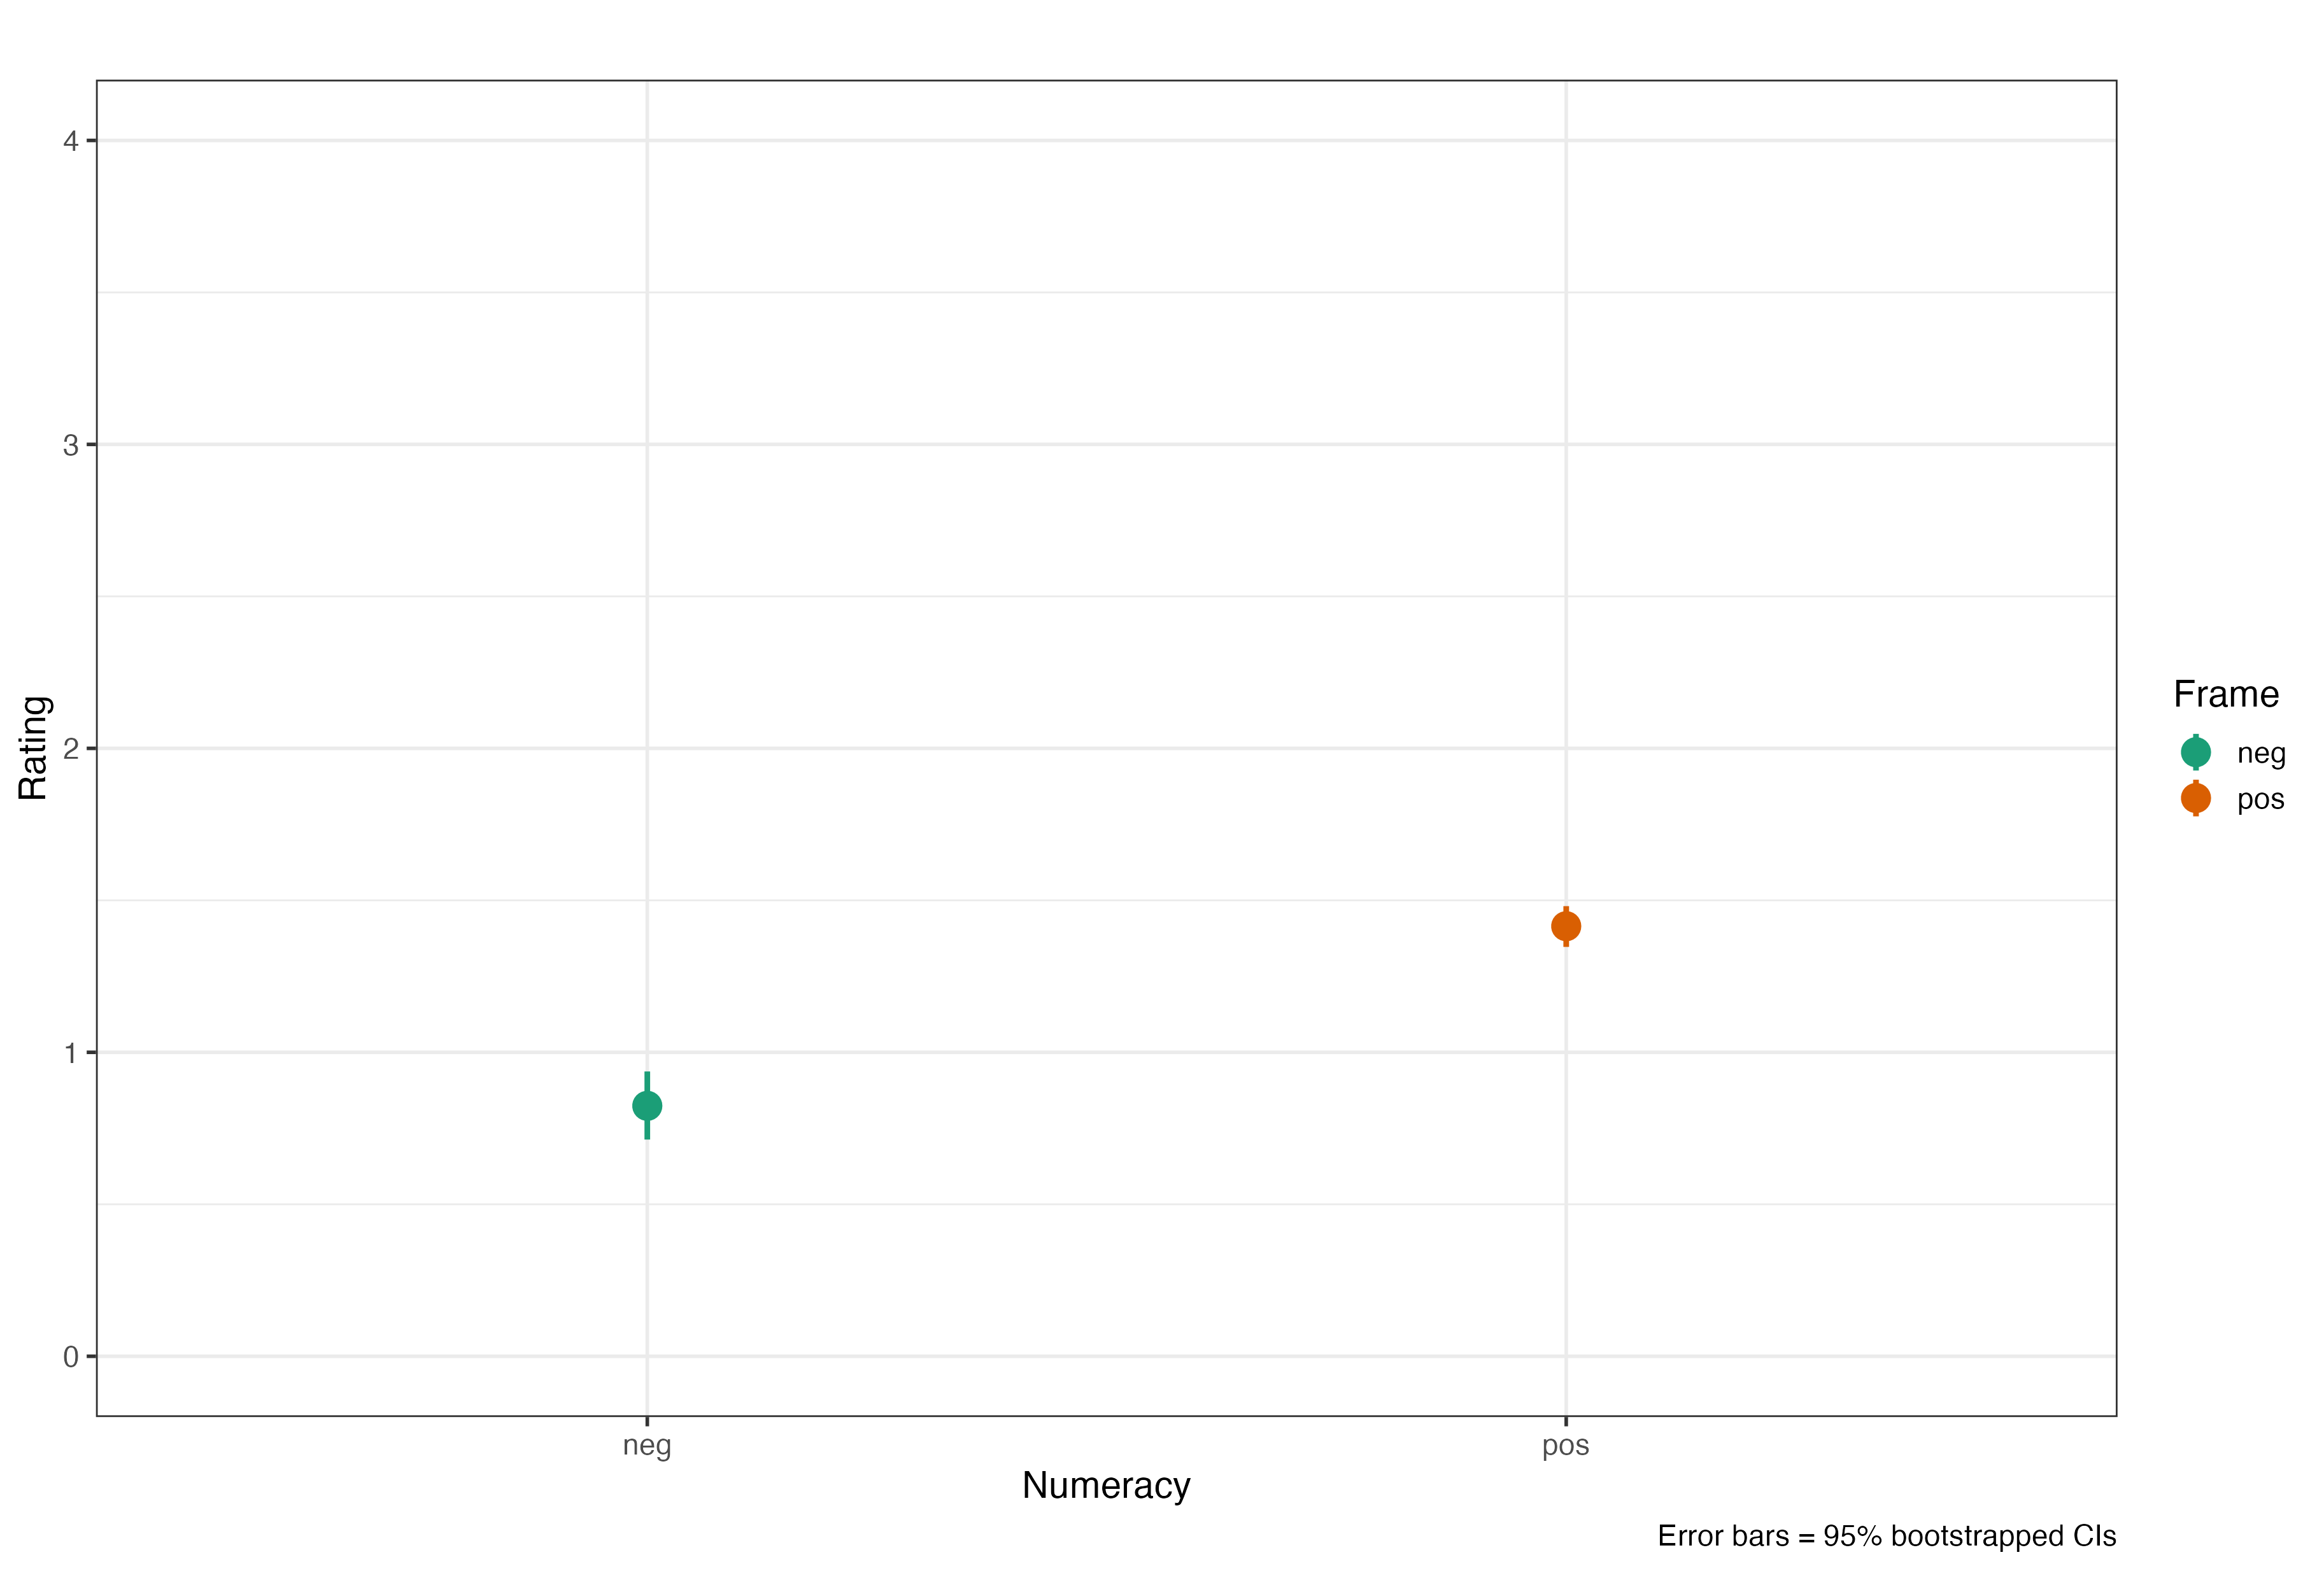 4
3
2
1
0
Rating
neg
pos
Numeracy
Error bars = 95% bootstrapped CIs
Frame
neg
pos